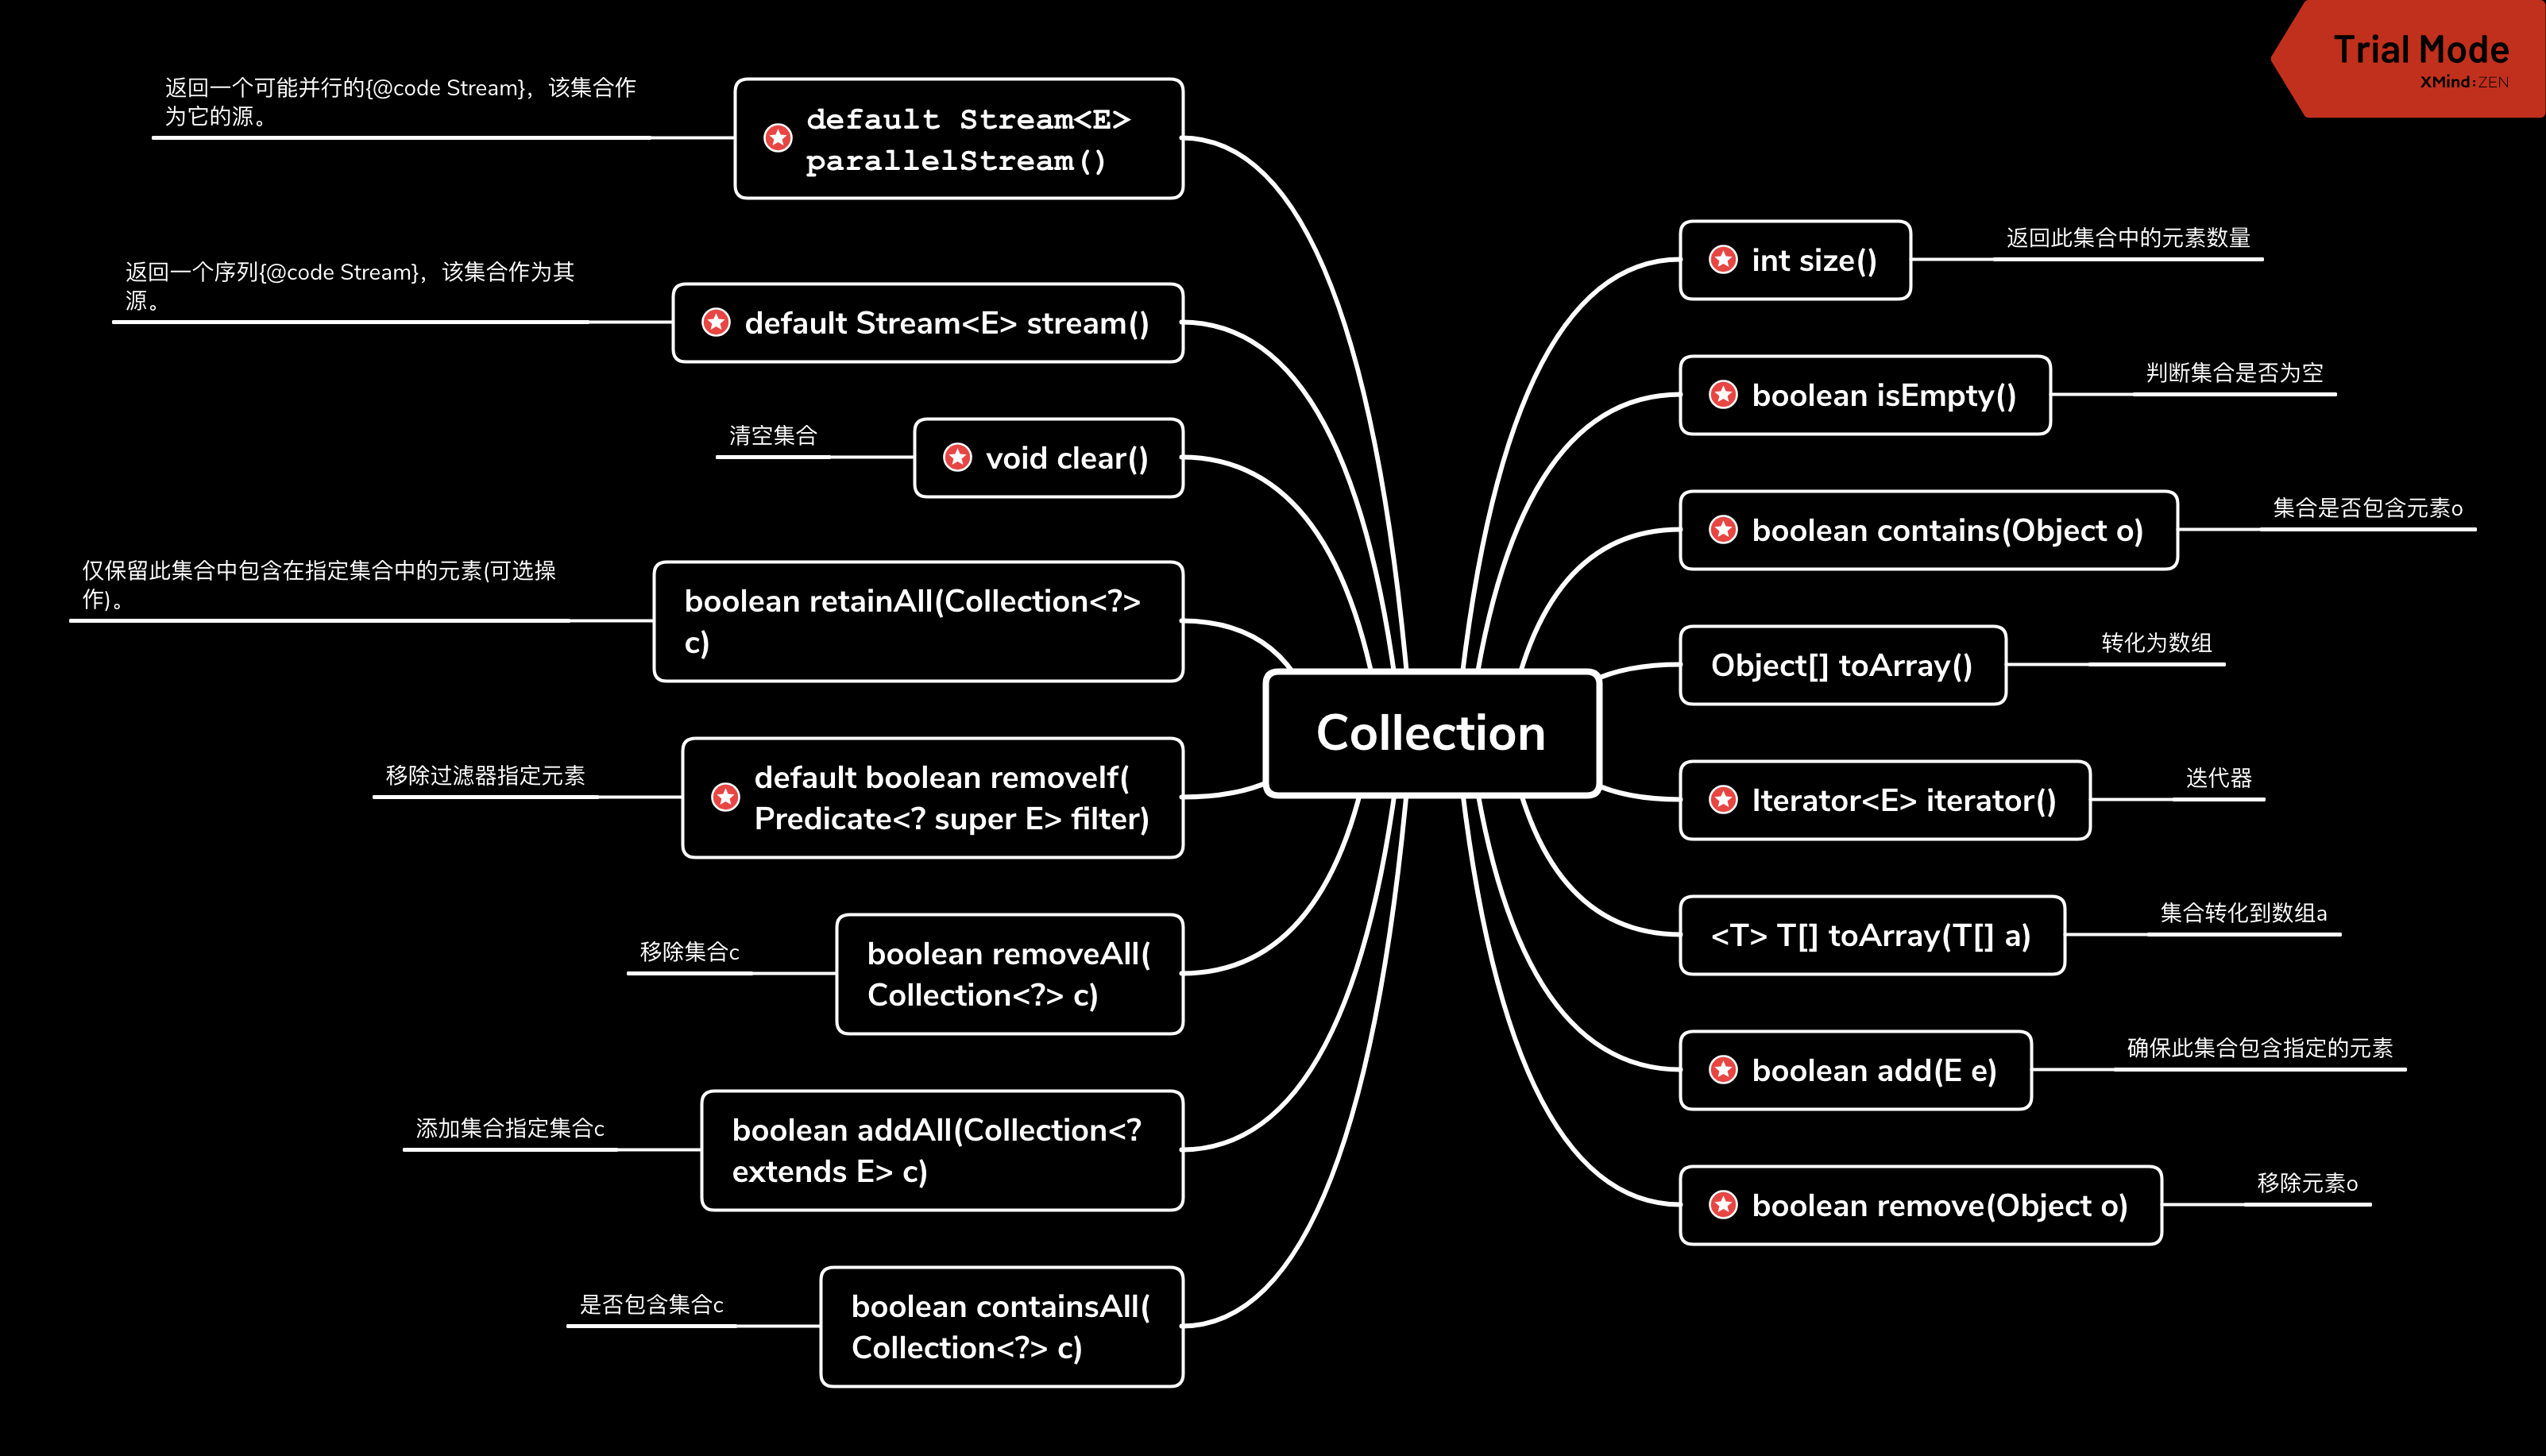 Trial Mode
XMind:ZEN
Collection
int size()
返回此集合中的元素数量
boolean isEmpty()
判断集合是否为空
boolean contains(Object o)
集合是否包含元素o
Object[] toArray()
转化为数组
Iterator<E> iterator()
迭代器
<T> T[] toArray(T[] a)
集合转化到数组a
boolean add(E e)
确保此集合包含指定的元素
boolean remove(Object o)
移除元素o
default Stream<E>
parallelStream()
返回一个可能并行的{@code Stream}，该集合作
为它的源。
default Stream<E> stream()
返回一个序列{@code Stream}，该集合作为其
源。
void clear()
清空集合
boolean retainAll(Collection<?>
c)
仅保留此集合中包含在指定集合中的元素(可选操
作)。
default boolean removeIf(
Predicate<? super E> filter)
移除过滤器指定元素
boolean removeAll(
Collection<?> c)
移除集合c
boolean addAll(Collection<?
extends E> c)
添加集合指定集合c
boolean containsAll(
Collection<?> c)
是否包含集合c